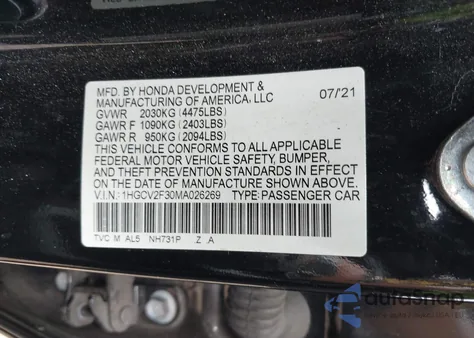 MFD. BY HONDA DEVELOPMENT &
MANUFACTURING OF AMERICA, LLC 07/'21
GVWR 2030KG (4475LBS)
GAWR F 1090KG (2403LBS)
GAWR R 950KG (2094LBS)
THIS VEHICLE CONFORMS TO ALL APPLICABLE
FEDERAL MOTOR VEHICLE SAFETY, BUMPER,
AND THEFT PREVENTION STANDARDS IN EFFECT
ON THE DATE OF MANUFACTURE SHOWN ABOVE.
V.I.N.: 1HGCV2F30MA026269 TYPE: PASSENGER CAR
TVC M AL5 NH731P Z .A
autosnap